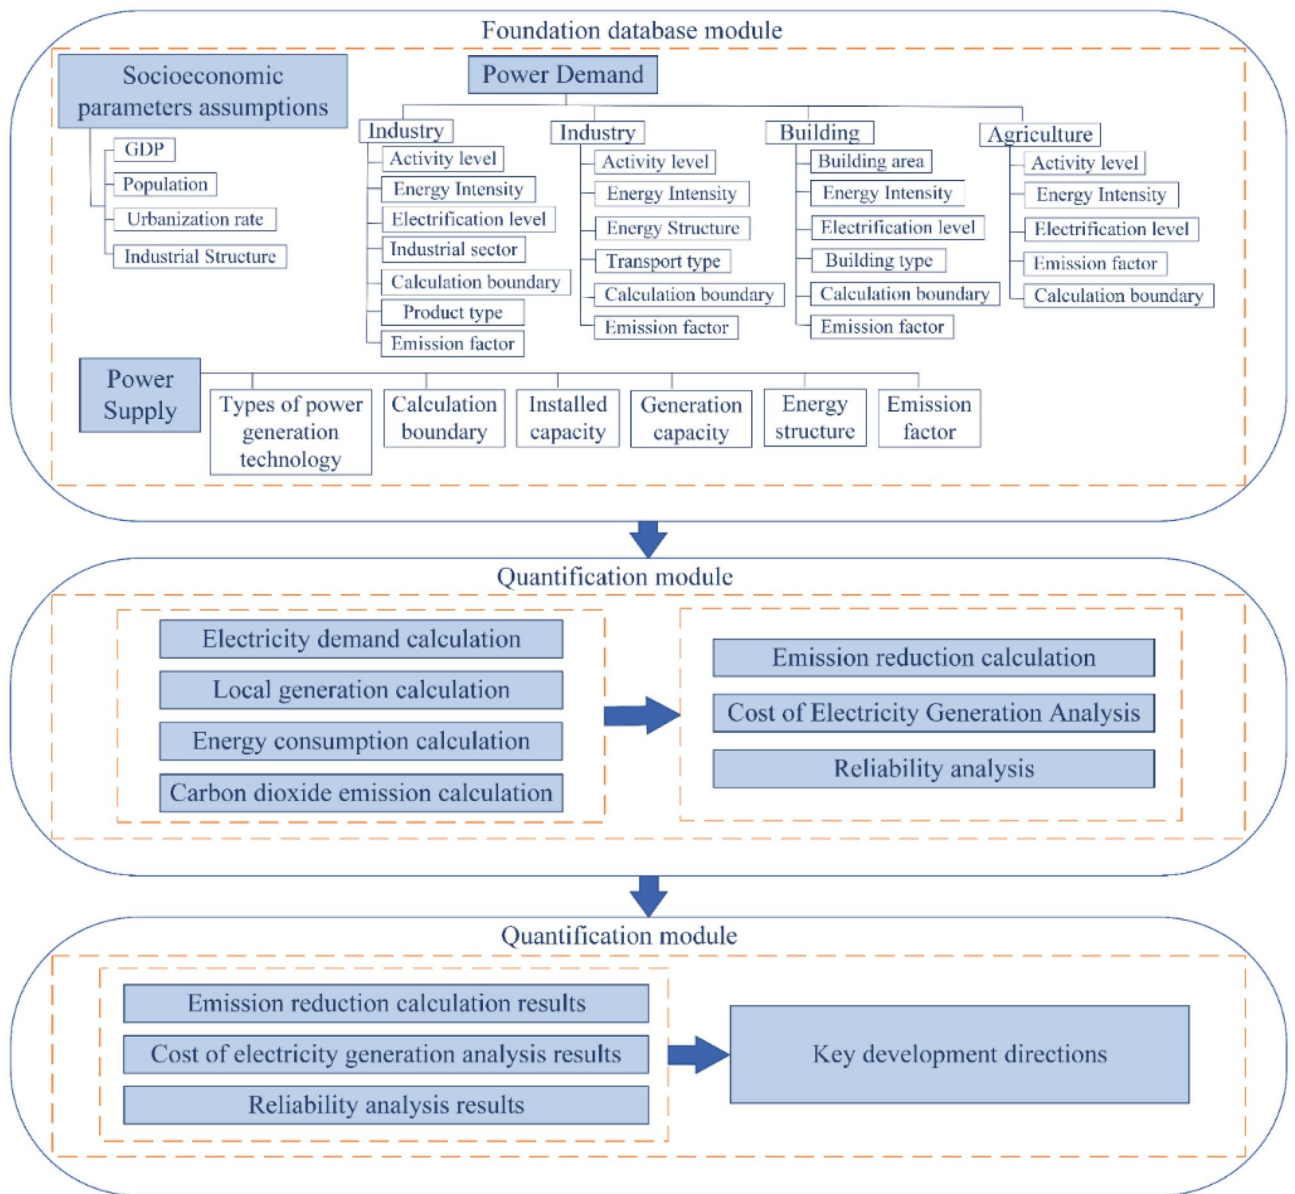 Foundation database module
Socioeconomic
parameters assumptions
GDP
Population
Urbanization rate
Industrial Structure
Power Demand
Industry
Activity level
Energy Intensity
Electrification level
Industrial sector
Calculation boundary
Product type
Emission factor
Industry
Activity level
Energy Intensity
Energy Structure
Transport type
Calculation boundary
Emission factor
Building
Building area
Energy Intensity
Electrification level
Building type
Calculation boundary
Emission factor
Agriculture
Activity level
Energy Intensity
Electrification level
Emission factor
Calculation boundary
Power
Supply
Types of power
generation
technology
Calculation
boundary
Installed
capacity
Generation
capacity
Energy
structure
Emission
factor
Quantification module
Electricity demand calculation
Local generation calculation
Energy consumption calculation
Carbon dioxide emission calculation
Emission reduction calculation
Cost of Electricity Generation Analysis
Reliability analysis
Quantification module
Emission reduction calculation results
Cost of electricity generation analysis results
Reliability analysis results
Key development directions